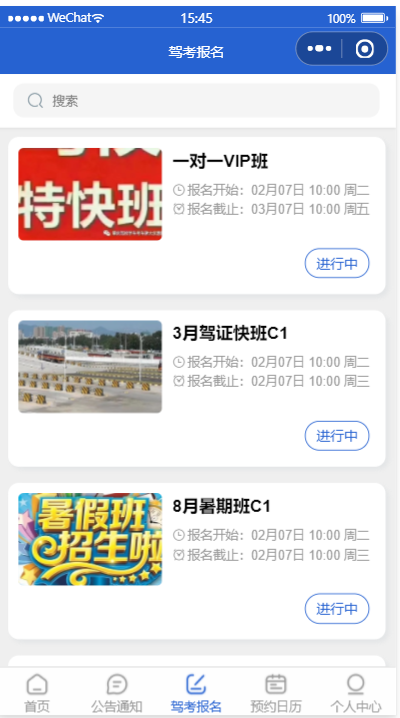 WeChat
15:45
100%
驾考报名
搜索
特快班
一对一VIP班
报名开始：02月07日 10:00 周二
报名截止：03月07日 10:00 周五
进行中
3月驾证快班C1
报名开始：02月07日 10:00 周二
报名截止：02月07日 10:00 周三
进行中
暑假班
招生啦
8月暑期班C1
报名开始：02月07日 10:00 周二
报名截止：02月07日 10:00 周三
进行中
首页
公告通知
驾考报名
预约日历
个人中心